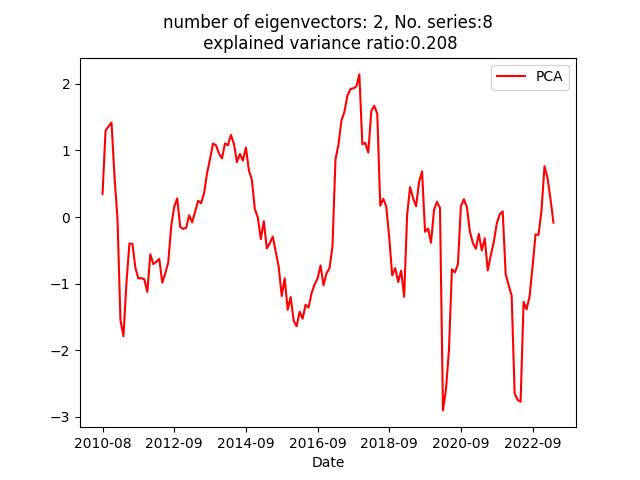 number of eigenvectors: 2, No. series:8
explained variance ratio:0.208
PCA
2
1
0
−1
−2
−3
2010-08 2012-09 2014-09 2016-09 2018-09 2020-09 2022-09
Date